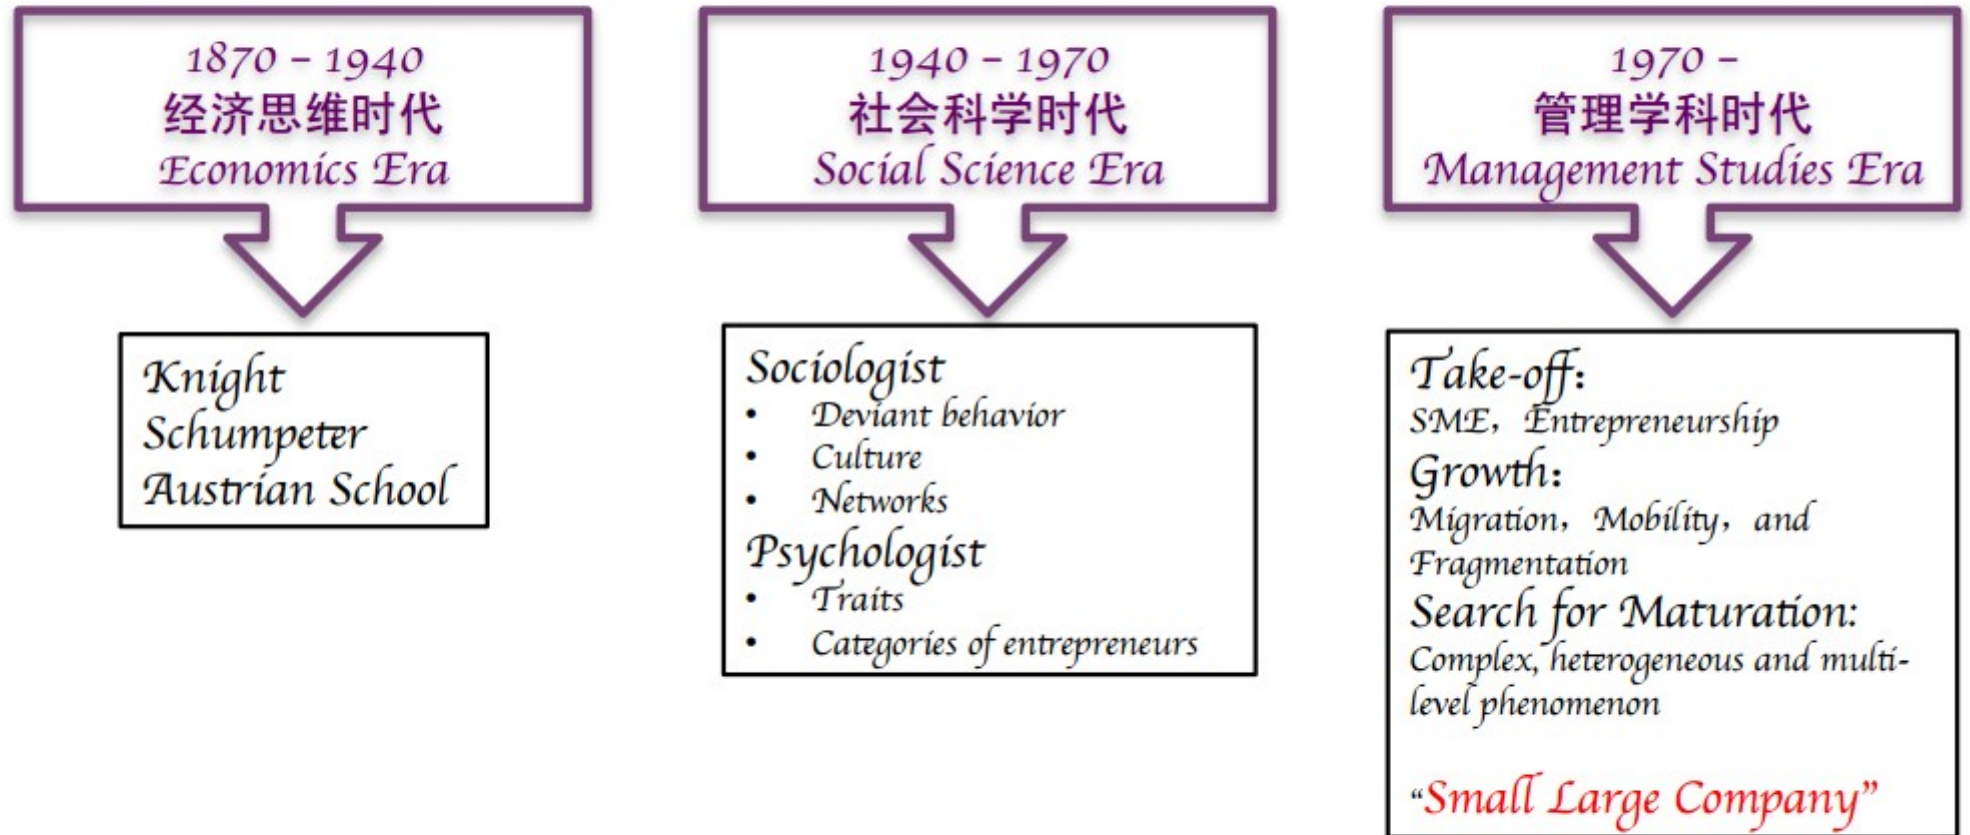 1870 – 1940
经济思维时代
Economics Era
Knight
Schumpeter
Austrian School
1940 – 1970
社会科学时代
Social Science Era
Sociologist
• Deviant behavior
• Culture
• Networks
Psychologist
• Traits
• Categories of entrepreneurs
1970 –
管理学科时代
Management Studies Era
Take-off：
SME，Entrepreneurship
Growth：
Migration，Mobility，and
Fragmentation
Search for Maturation:
Complex, heterogeneous and multi-
level phenomenon
“Small Large Company”